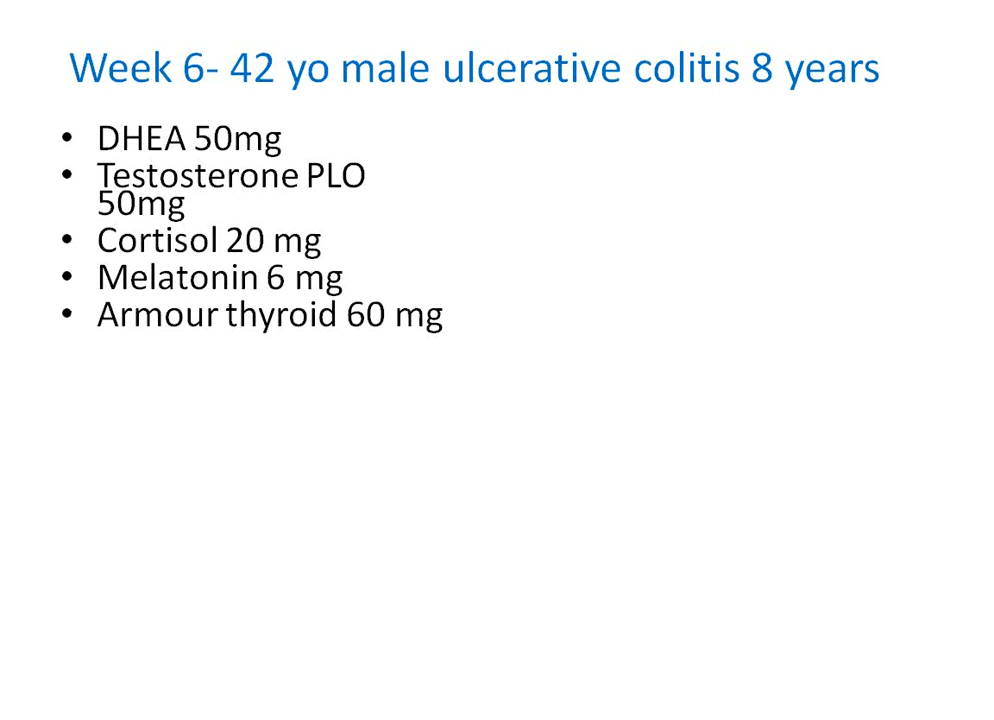 Week 6- 42 yo male ulcerative colitis 8 years
• DHEA 50mg
• Testosterone PLO
50mg
• Cortisol 20 mg
• Melatonin 6 mg
• Armour thyroid 60 mg